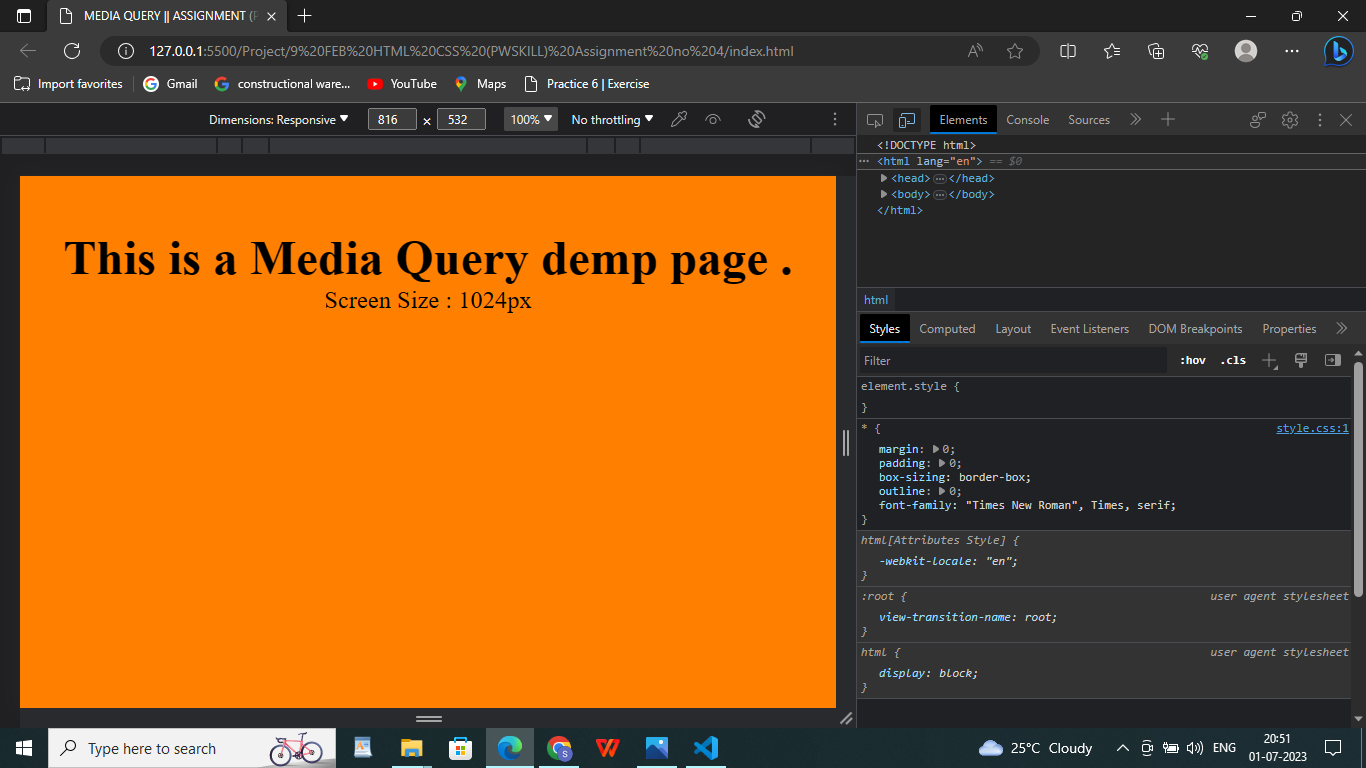 MEDIA QUERY || ASSIGNMENT (P
127.0.0.1:5500/Project/9%20FEB%20HTML%20CSS%20(PWSKILL)%20Assignment%20no%204/index.html
Import favorites Gmail constructional ware... YouTube Maps Practice 6 | Exercise
Dimensions: Responsive 816 × 532 100% No throttling
This is a Media Query demp page .
Screen Size : 1024px
Elements Console Sources
<!DOCTYPE html>
<html lang="en"> == $0
<head> ... </head>
<body> ... </body>
</html>
html
Styles Computed Layout Event Listeners DOM Breakpoints Properties
Filter :hov .cls
element.style {
}
* { style.css:1
margin: 0;
padding: 0;
box-sizing: border-box;
outline: 0;
font-family: "Times New Roman", Times, serif;
}
html[Attributes Style] {
-webkit-locale: "en";
}
:root { user agent stylesheet
view-transition-name: root;
}
html { user agent stylesheet
display: block;
}
Type here to search
25°C Cloudy
ENG
20:51
01-07-2023